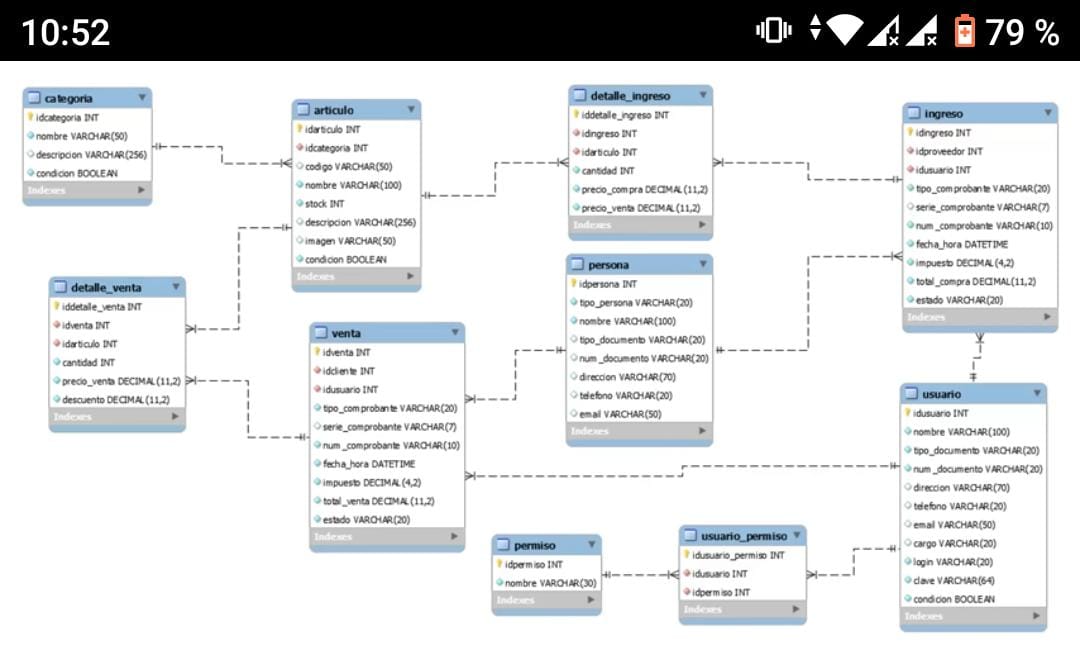 10:52
79 %
categoria
idcategoria INT
nombre VARCHAR(50)
descripcion VARCHAR(256)
condicion BOOLEAN
Indexes
articulo
idarticulo INT
idcategoria INT
codigo VARCHAR(50)
nombre VARCHAR(100)
stock INT
descripcion VARCHAR(256)
imagen VARCHAR(50)
condicion BOOLEAN
Indexes
detalle_ingreso
iddetalle_ingreso INT
idingreso INT
idarticulo INT
cantidad INT
precio_compra DECIMAL(11,2)
precio_venta DECIMAL(11,2)
Indexes
ingreso
idingreso INT
idproveedor INT
idusuario INT
tipo_comprobante VARCHAR(20)
serie_comprobante VARCHAR(7)
num_comprobante VARCHAR(10)
fecha_hora DATETIME
impuesto DECIMAL(4,2)
total_compra DECIMAL(11,2)
estado VARCHAR(20)
Indexes
detalle_venta
iddetalle_venta INT
idventa INT
idarticulo INT
cantidad INT
precio_venta DECIMAL(11,2)
descuento DECIMAL(11,2)
Indexes
venta
idventa INT
idcliente INT
idusuario INT
tipo_comprobante VARCHAR(20)
serie_comprobante VARCHAR(7)
num_comprobante VARCHAR(10)
fecha_hora DATETIME
impuesto DECIMAL(4,2)
total_venta DECIMAL(11,2)
estado VARCHAR(20)
Indexes
persona
idpersona INT
tipo_persona VARCHAR(20)
nombre VARCHAR(100)
tipo_documento VARCHAR(20)
num_documento VARCHAR(20)
direccion VARCHAR(70)
telefono VARCHAR(20)
email VARCHAR(50)
Indexes
usuario
idusuario INT
nombre VARCHAR(100)
tipo_documento VARCHAR(20)
num_documento VARCHAR(20)
direccion VARCHAR(70)
telefono VARCHAR(20)
email VARCHAR(50)
cargo VARCHAR(20)
login VARCHAR(20)
clave VARCHAR(64)
condicion BOOLEAN
Indexes
permiso
idpermiso INT
nombre VARCHAR(30)
Indexes
usuario_permiso
idusuario_permiso INT
idusuario INT
idpermiso INT
Indexes